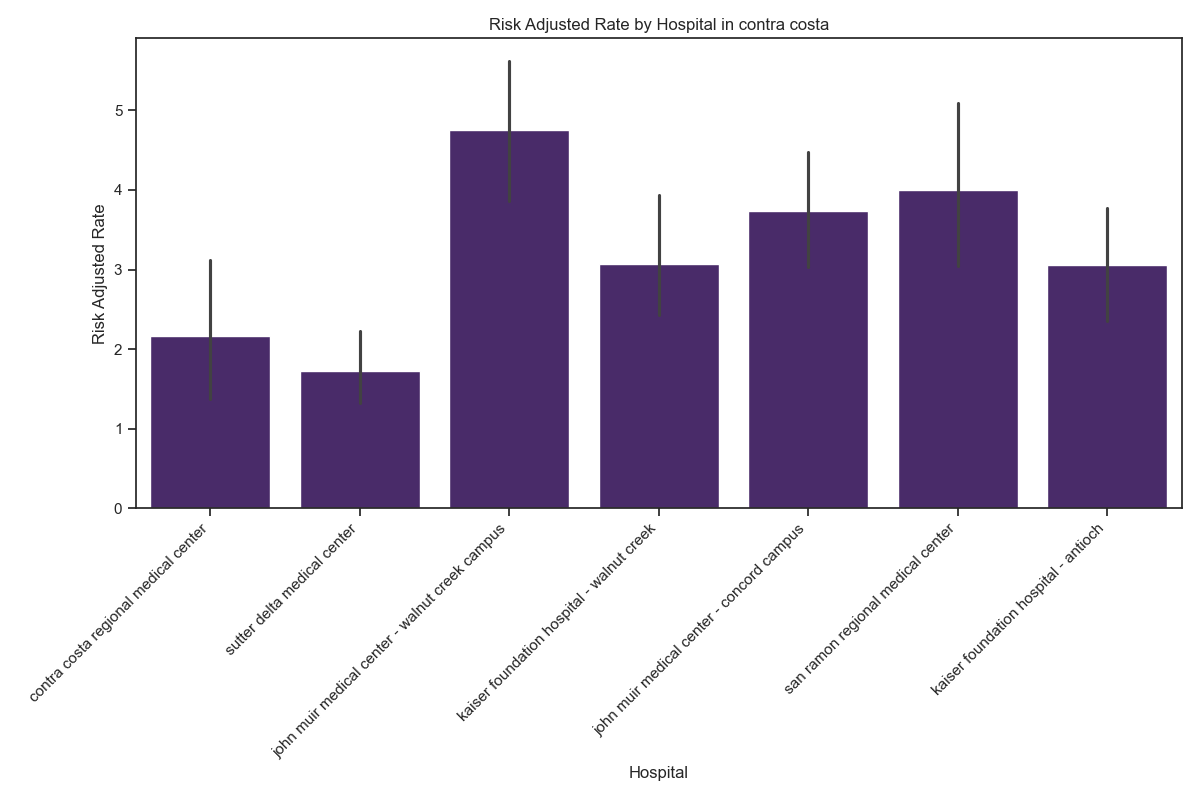 Risk Adjusted Rate by Hospital in contra costa
Risk Adjusted Rate
5
4
3
2
1
0
contra costa regional medical center
sutter delta medical center
john muir medical center - walnut creek campus
kaiser foundation hospital - walnut creek
john muir medical center - concord campus
san ramon regional medical center
kaiser foundation hospital - antioch
Hospital